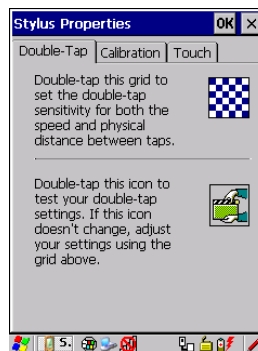 Stylus Properties OK ×
Double-Tap Calibration Touch
Double-tap this grid to
set the double-tap
sensitivity for both the
speed and physical
distance between taps.
Double-tap this icon to
test your double-tap
settings. If this icon
doesn't change, adjust
your settings using the
grid above.
S.